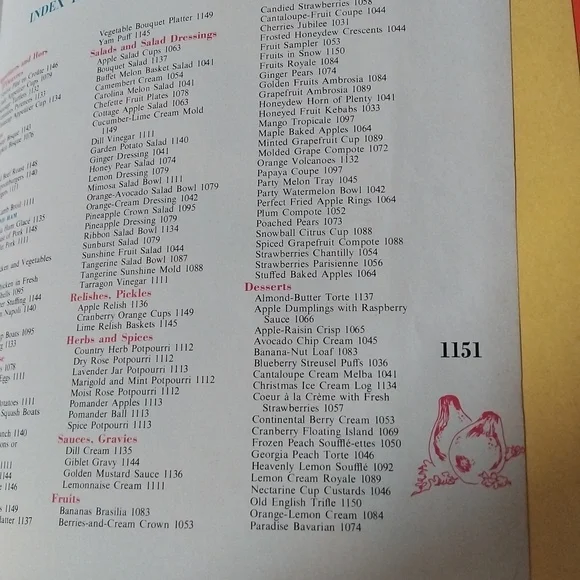 INDEX
Vegetable Bouquet Platter 1149
Yam Puff 1145
Salads and Salad Dressings
Apple Salad Cups 1063
Bouquet Salad 1137
Buffet Melon Basket Salad 1041
Camembert Cream 1054
Carolina Melon Salad 1041
Chefette Fruit Plates 1078
Cottage Apple Salad 1063
Cucumber-Lime Cream Mold
1149
Dill Vinegar 1111
Garden Potato Salad 1140
Ginger Dressing 1041
Honey Pear Salad 1074
Lemon Dressing 1079
Mimosa Salad Bowl 1111
Orange-Avocado Salad Bowl 1079
Orange-Cream Dressing 1042
Pineapple Crown Salad 1095
Pineapple Dressing 1079
Ribbon Salad Bowl 1134
Sunburst Salad 1079
Sunshine Fruit Salad 1044
Tangerine Salad Bowl 1087
Tangerine Sunshine Mold 1088
Tarragon Vinegar 1111
Relishes, Pickles
Apple Relish 1136
Cranberry Orange Cups 1149
Lime Relish Baskets 1145
Herbs and Spices
Country Herb Potpourri 1112
Dry Rose Potpourri 1112
Lavender Jar Potpourri 1113
Marigold and Mint Potpourri 1112
Moist Rose Potpourri 1112
Pomander Apples 1113
Pomander Ball 1113
Spice Potpourri 1113
Sauces, Gravies
Dill Cream 1135
Giblet Gravy 1144
Golden Mustard Sauce 1136
Lemonnaise Cream 1111
Fruits
Bananas Brasilia 1083
Berries-and-Cream Crown 1053
Candied Strawberries 1058
Cantaloupe-Fruit Coupe 1044
Cherries Jubilee 1031
Frosted Honeydew Crescents 1044
Fruit Sampler 1053
Fruits in Snow 1150
Fruits Royale 1084
Ginger Pears 1074
Golden Fruits Ambrosia 1084
Grapefruit Ambrosia 1089
Honeydew Horn of Plenty 1041
Honeyed Fruit Kebabs 1033
Mango Tropicale 1097
Maple Baked Apples 1064
Minted Grapefruit Cup 1089
Molded Grape Compote 1072
Orange Volcanoes 1132
Papaya Coupe 1097
Party Melon Tray 1045
Party Watermelon Bowl 1042
Perfect Fried Apple Rings 1064
Plum Compote 1052
Poached Pears 1073
Snowball Citrus Cup 1088
Spiced Grapefruit Compote 1088
Strawberries Chantilly 1054
Strawberries Parisienne 1056
Stuffed Baked Apples 1064
Desserts
Almond-Butter Torte 1137
Apple Dumplings with Raspberry
Sauce 1066
Apple-Raisin Crisp 1065
Avocado Chip Cream 1045
Banana-Nut Loaf 1083
Blueberry Streusel Puffs 1036
Cantaloupe Cream Melba 1041
Christmas Ice Cream Log 1134
Coeur à la Crème with Fresh
Strawberries 1057
Continental Berry Cream 1053
Cranberry Floating Island 1069
Frozen Peach Soufflé-ettes 1050
Georgia Peach Torte 1046
Heavenly Lemon Soufflé 1092
Lemon Cream Royale 1089
Nectarine Cup Custards 1046
Old English Trifle 1150
Orange-Lemon Cream 1084
Paradise Bavarian 1074
1151